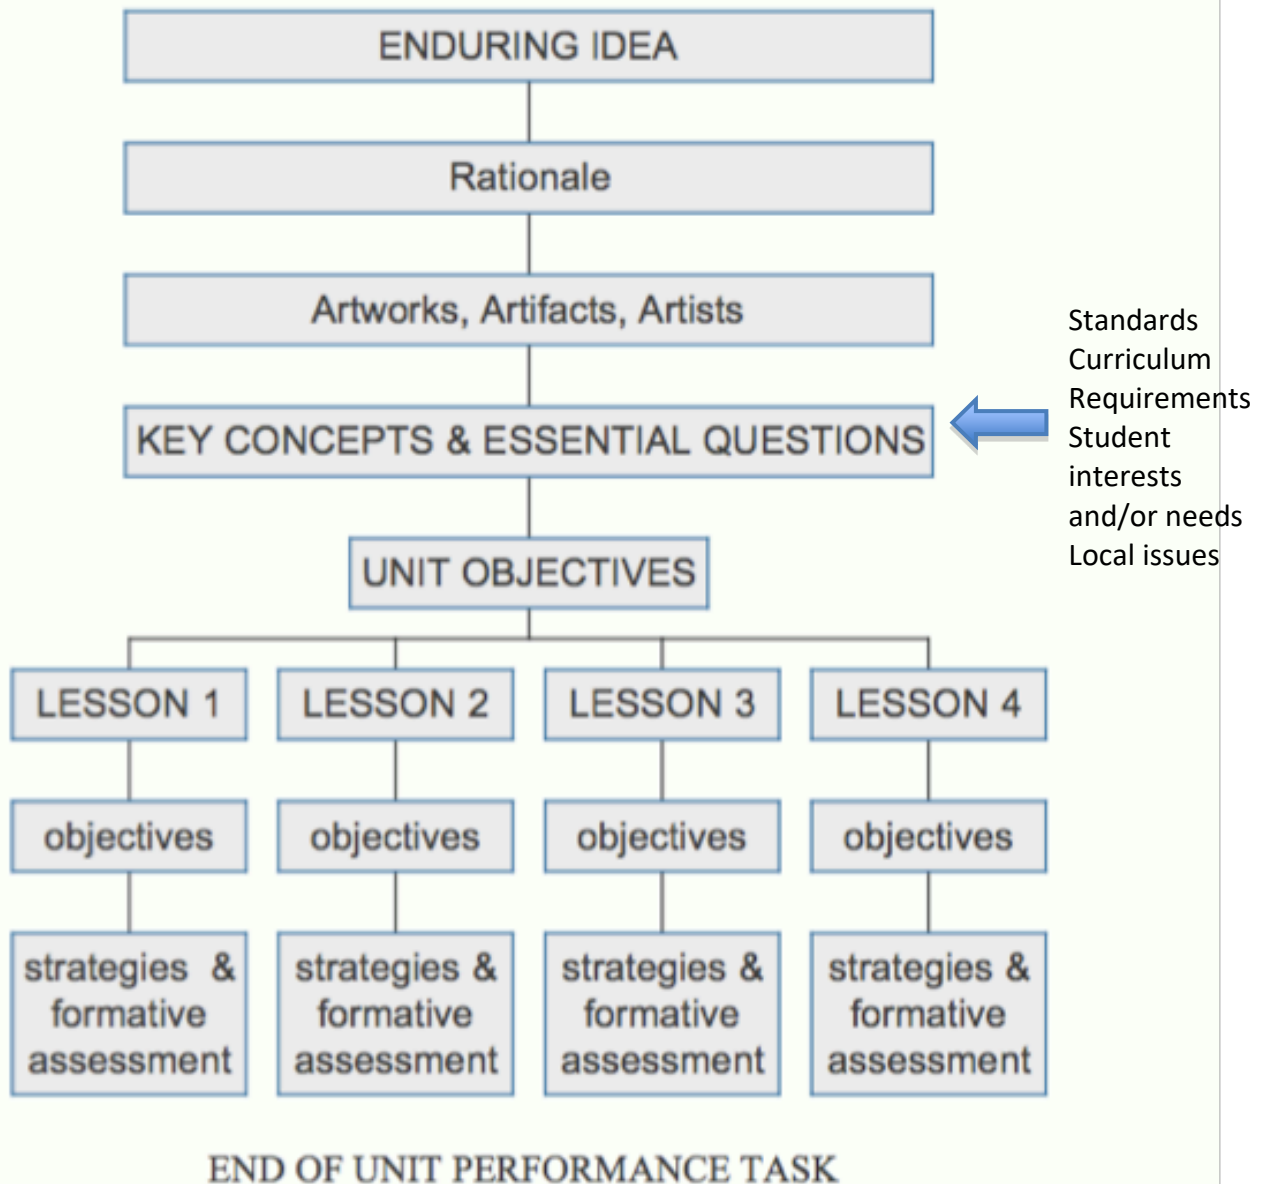 ENDURING IDEA
Rationale
Artworks, Artifacts, Artists
KEY CONCEPTS & ESSENTIAL QUESTIONS
Standards
Curriculum
Requirements
Student
interests
and/or needs
Local issues
UNIT OBJECTIVES
LESSON 1
LESSON 2
LESSON 3
LESSON 4
objectives
objectives
objectives
objectives
strategies &
formative
assessment
strategies &
formative
assessment
strategies &
formative
assessment
strategies &
formative
assessment
END OF UNIT PERFORMANCE TASK